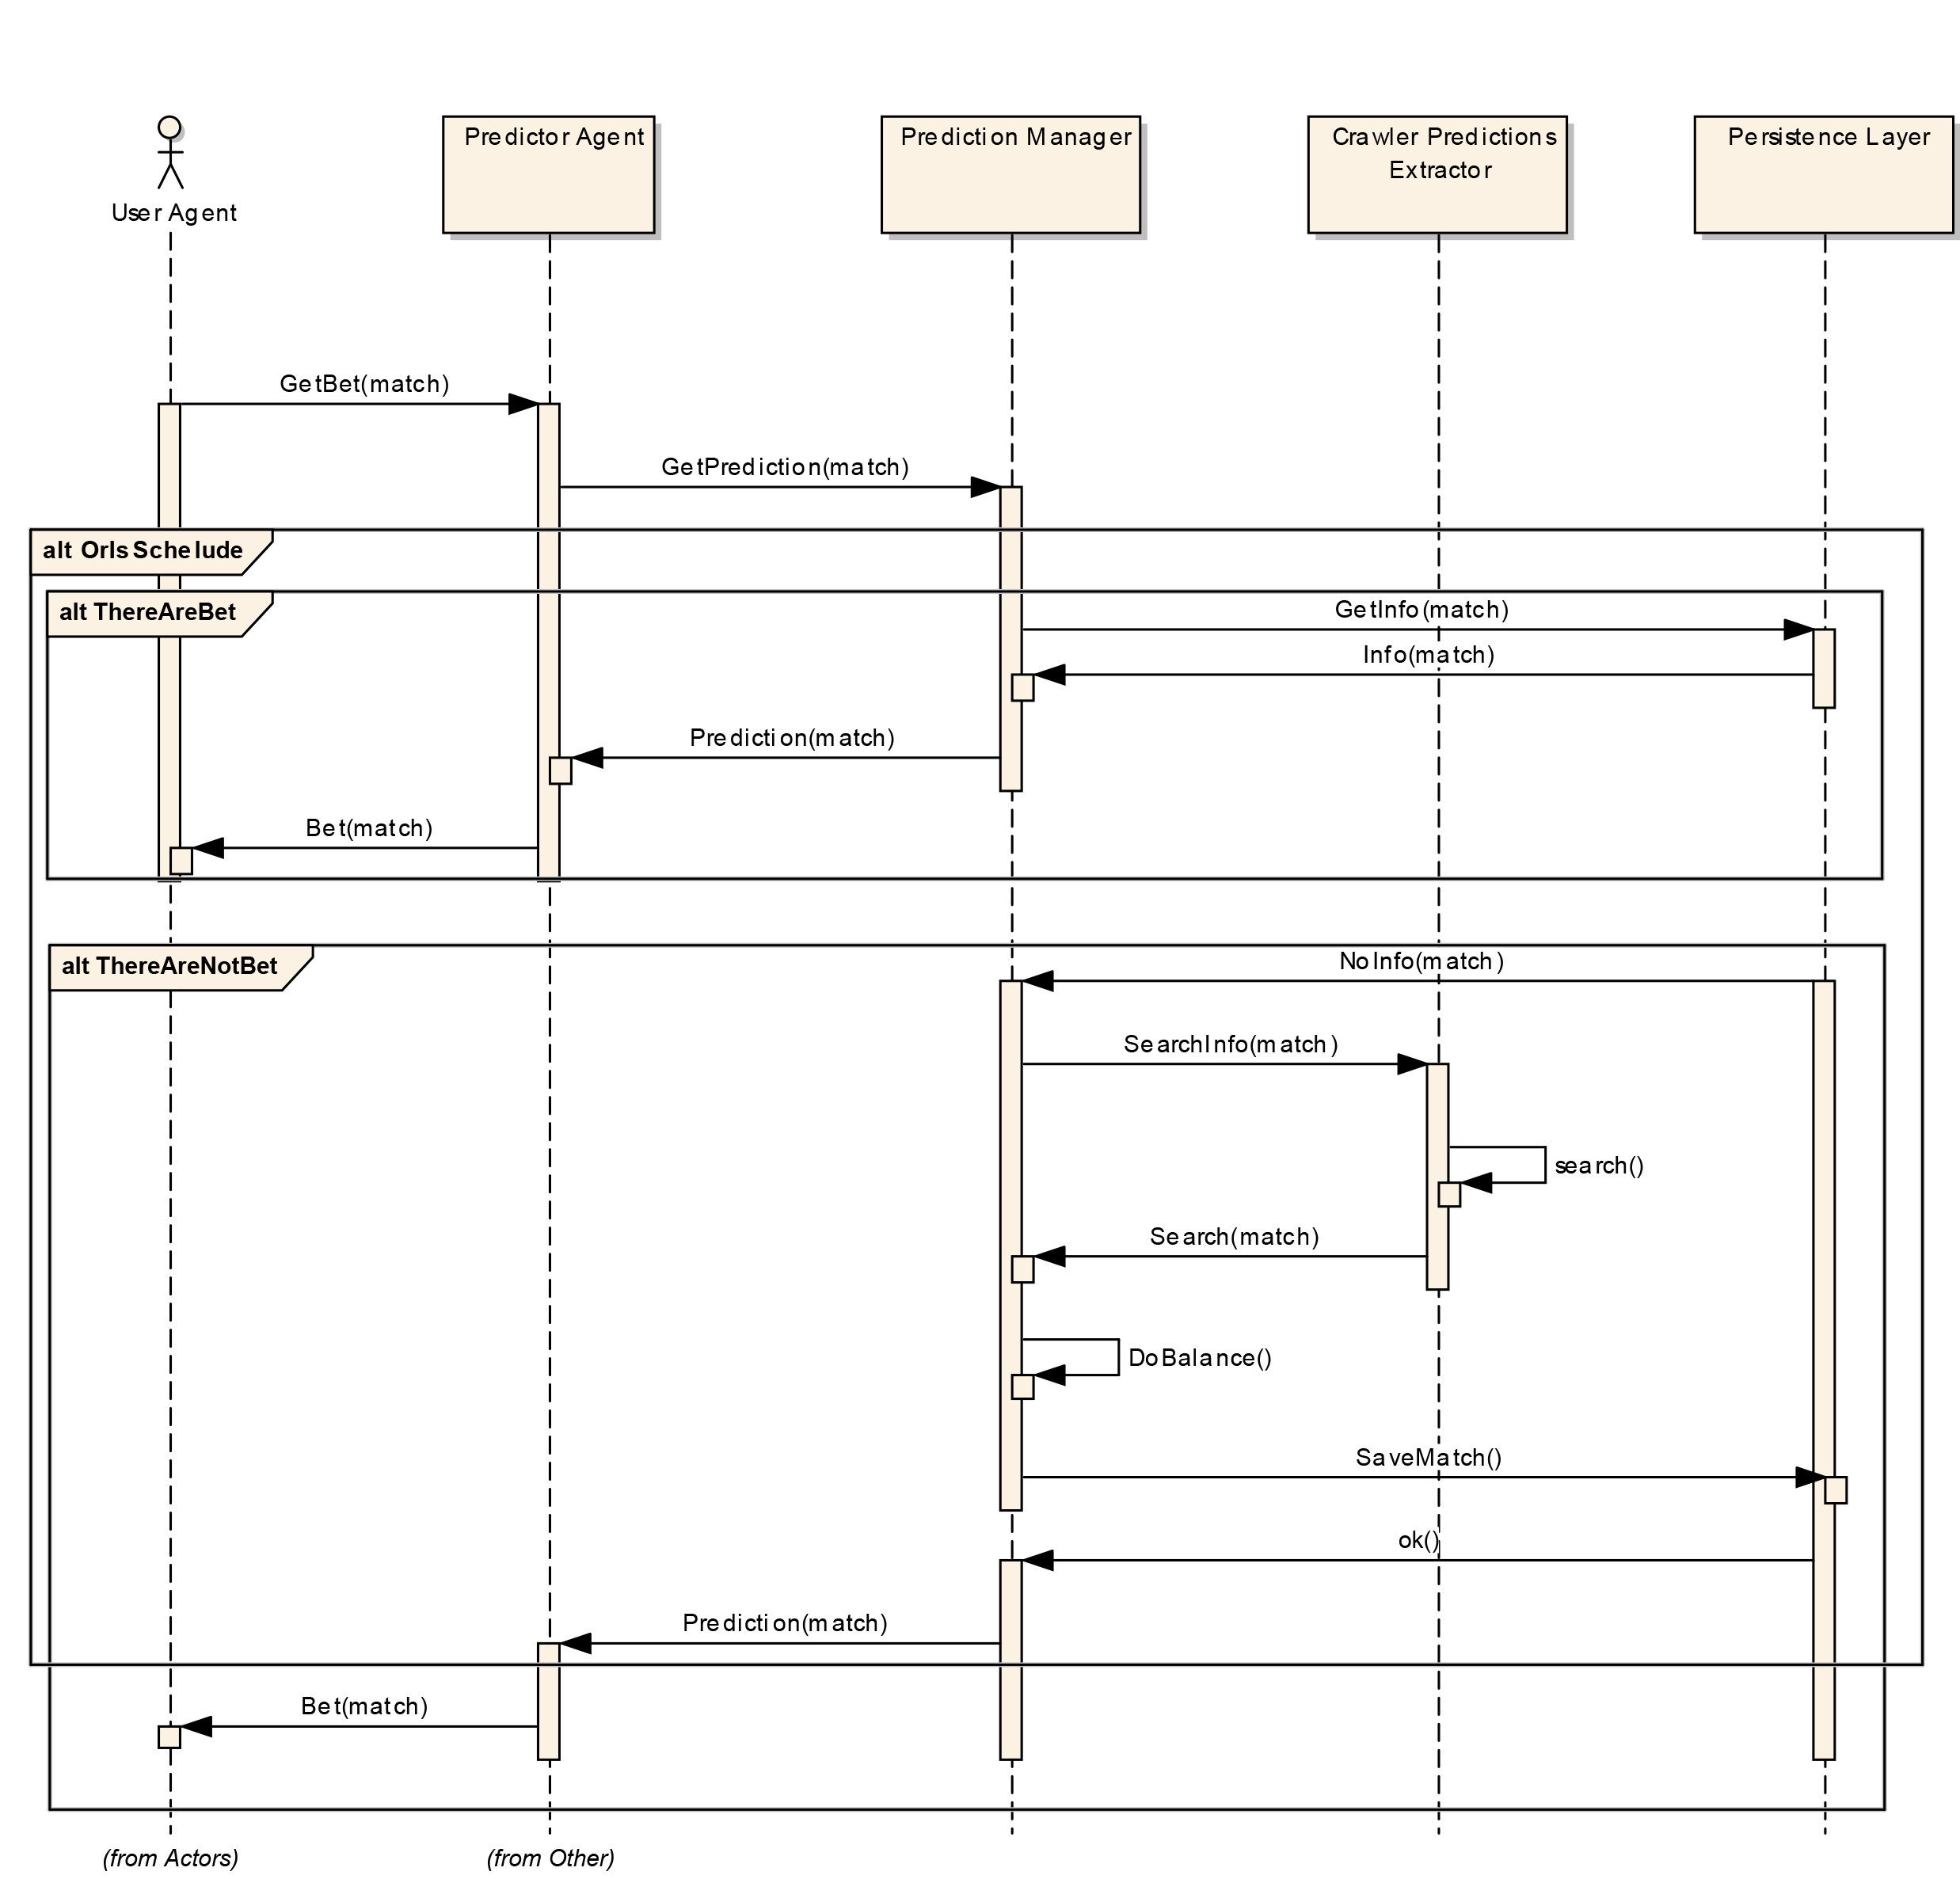 User Agent
Predictor Agent
Prediction Manager
Crawler Predictions
Extractor
Persistence Layer
GetBet(match)
GetPrediction(match)
alt OrIsSchelude
alt ThereAreBet
GetInfo(match)
Info(match)
Prediction(match)
Bet(match)
alt ThereAreNotBet
NoInfo(match)
SearchInfo(match)
search()
Search(match)
DoBalance()
SaveMatch()
ok()
Prediction(match)
Bet(match)
(from Actors)
(from Other)